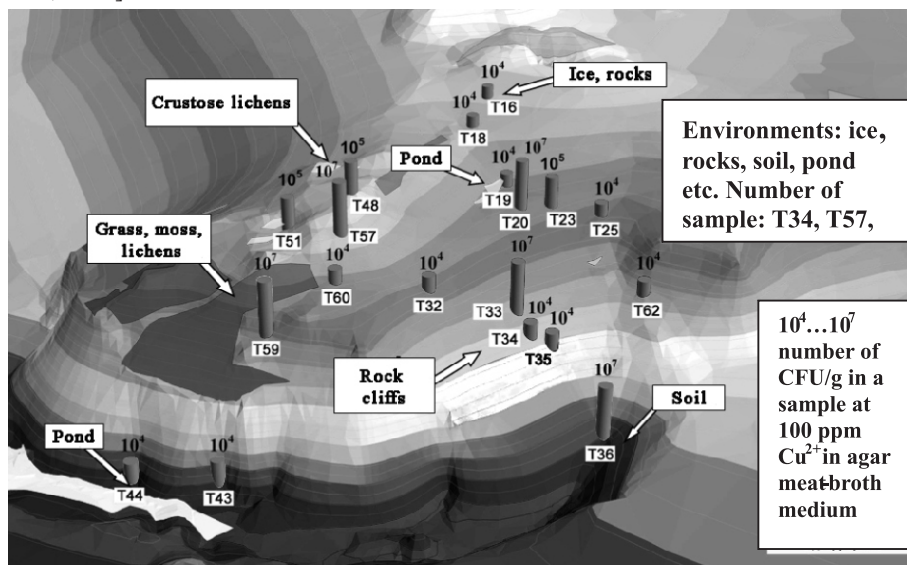 10⁴
Ice, rocks
T16
Crustose lichens
10⁴
T18
Environments: ice,
rocks, soil, pond
etc. Number of
sample: T34, T57,
10⁵
10⁷
T48
T57
Pond
10⁴
T19
10⁷
T20
10⁵
T23
10⁴
T25
10⁵
T51
Grass, moss,
lichens
10⁷
T59
10⁴
T60
10⁴
T32
10⁷
T33
10⁴
T34
10⁴
T35
10⁴
T62
10⁴...10⁷
number of
CFU/g in a
sample at
100 ppm
Cu²⁺in agar
meat-broth
medium
Rock
cliffs
10⁷
T36
Soil
Pond
10⁴
T44
10⁴
T43